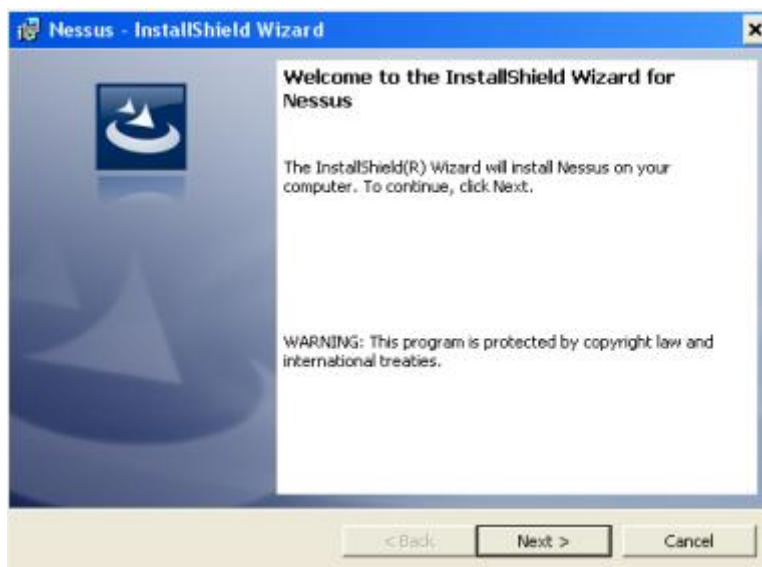 Nessus - InstallShield Wizard
Welcome to the InstallShield Wizard for
Nessus
The InstallShield(R) Wizard will install Nessus on your
computer. To continue, click Next.
WARNING: This program is protected by copyright law and
international treaties.
< Back
Next >
Cancel